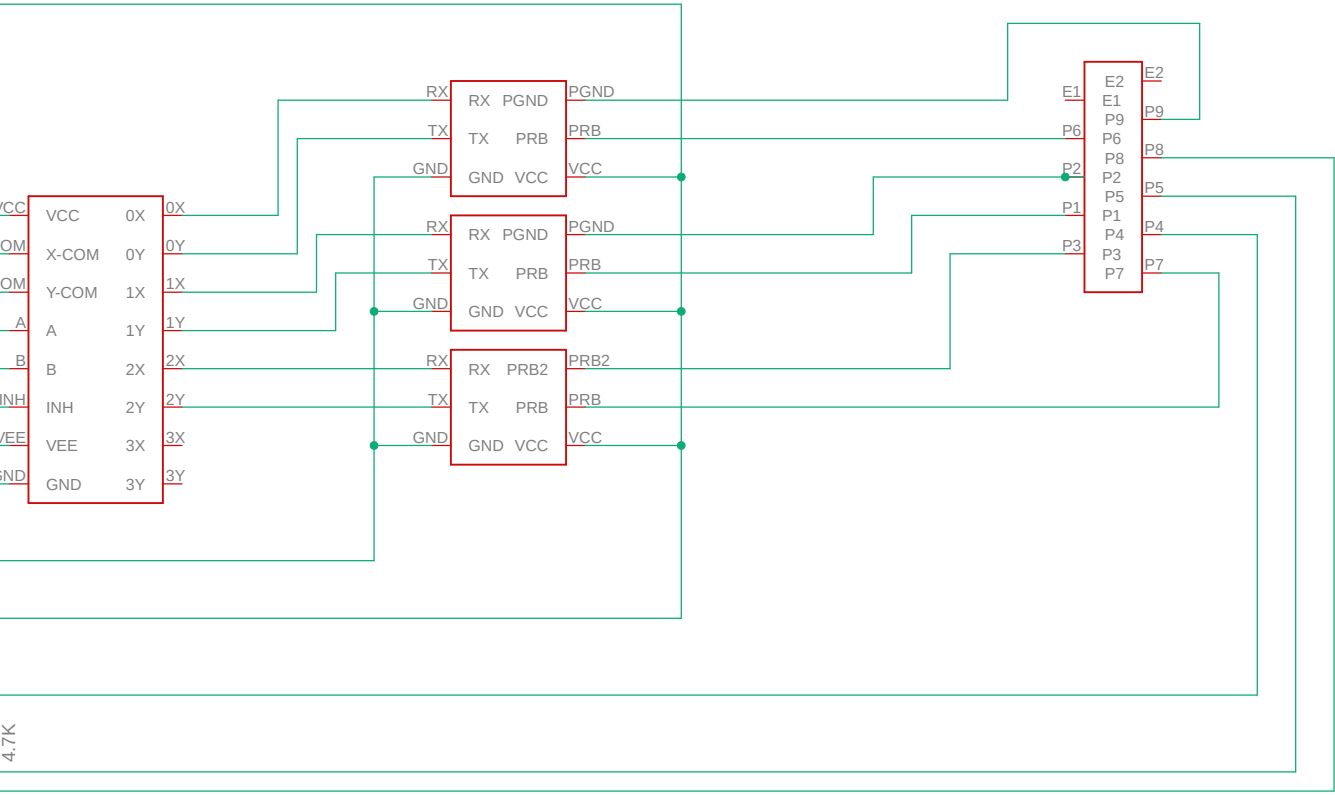 E2
E2
RX
RX PGND
PGND
E1
E1
P9
P9
TX
TX PRB
PRB
P6
P6
P8
P8
GND
GND VCC
VCC
P2
P2
P5
P5
VCC
VCC 0X
0X
P1
P1
RX
RX PGND
PGND
P4
P4
OM
X-COM 0Y
0Y
P3
P3
TX
TX PRB
PRB
P7
P7
OM
Y-COM 1X
1X
GND
GND VCC
VCC
A
A 1Y
1Y
B
B 2X
2X
RX
RX PRB2
PRB2
INH
INH 2Y
2Y
TX
TX PRB
PRB
VEE
VEE 3X
3X
GND
GND VCC
VCC
GND
GND 3Y
3Y
4.7K